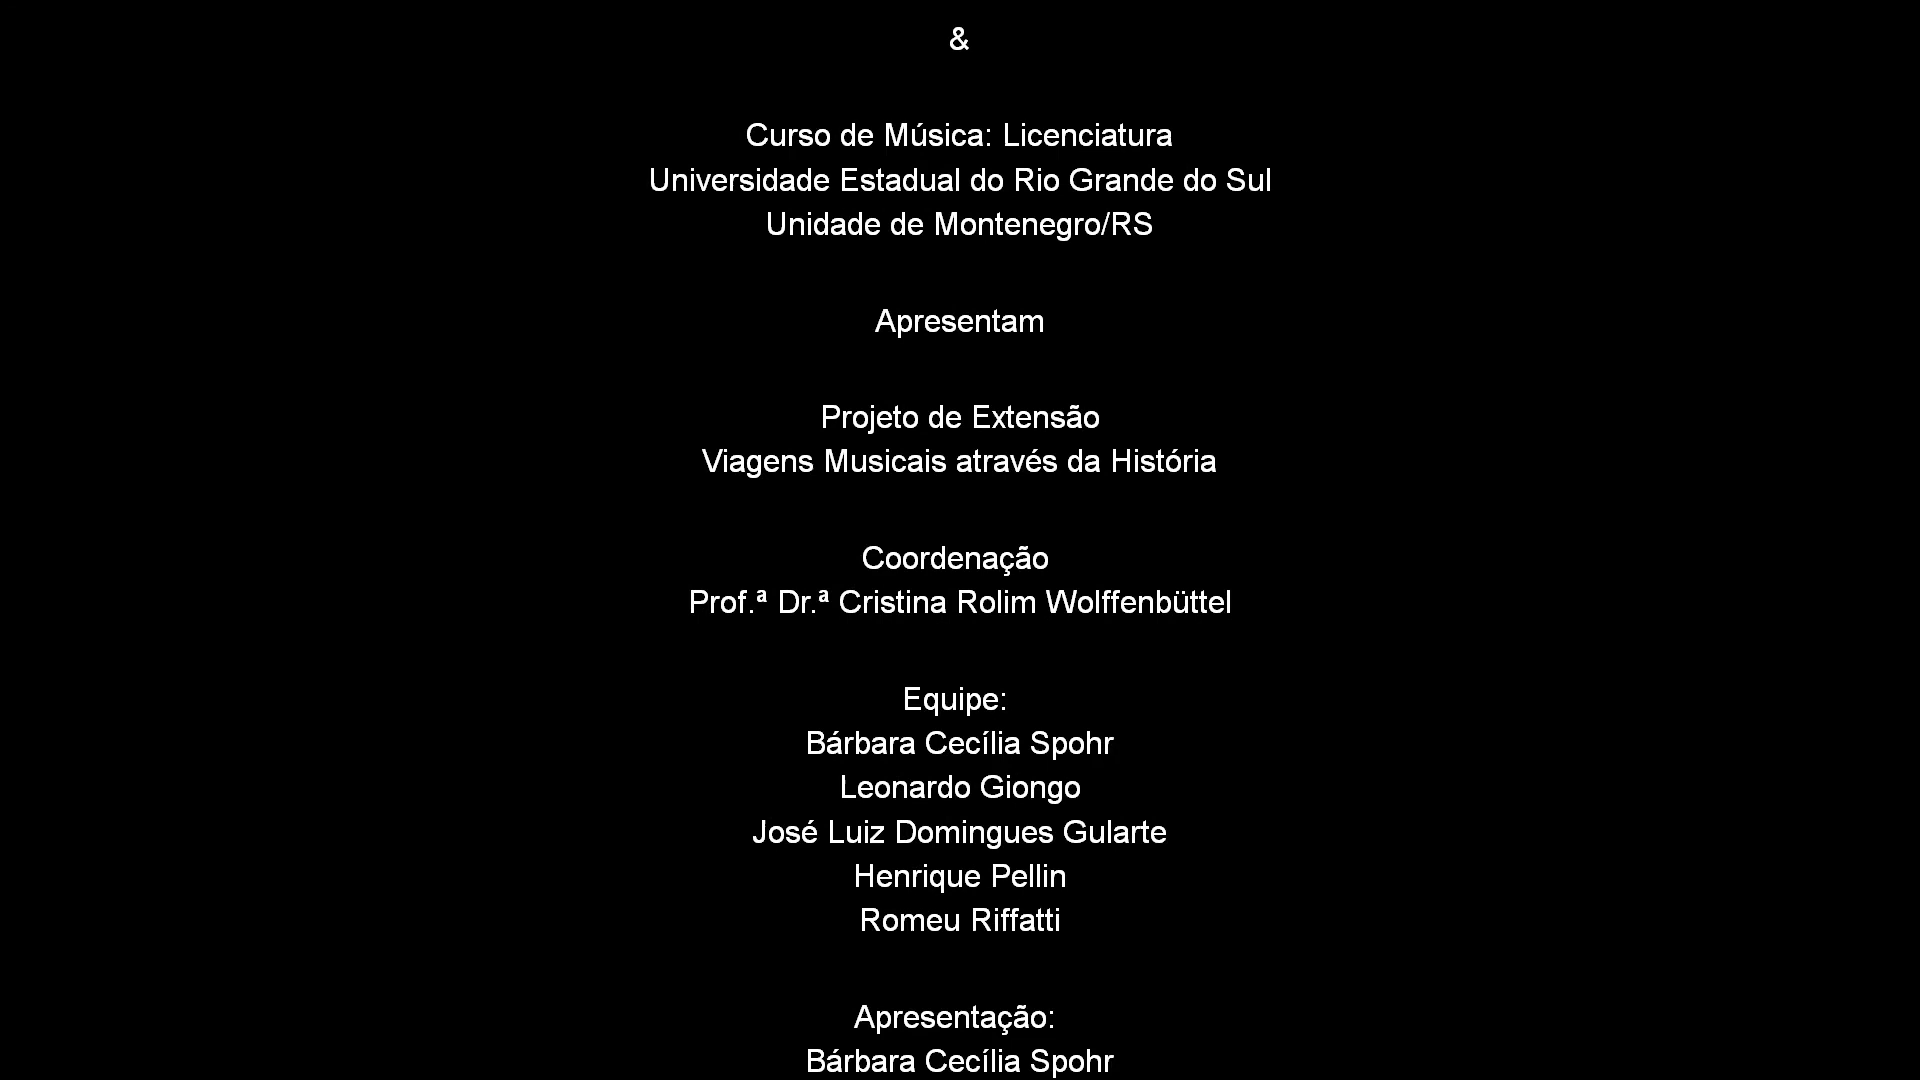 &
Curso de Música: Licenciatura
Universidade Estadual do Rio Grande do Sul
Unidade de Montenegro/RS
Apresentam
Projeto de Extensão
Viagens Musicais através da História
Coordenação
Prof.ª Dr.ª Cristina Rolim Wolffenbüttel
Equipe:
Bárbara Cecília Spohr
Leonardo Giongo
José Luiz Domingues Gularte
Henrique Pellin
Romeu Riffatti
Apresentação:
Bárbara Cecília Spohr